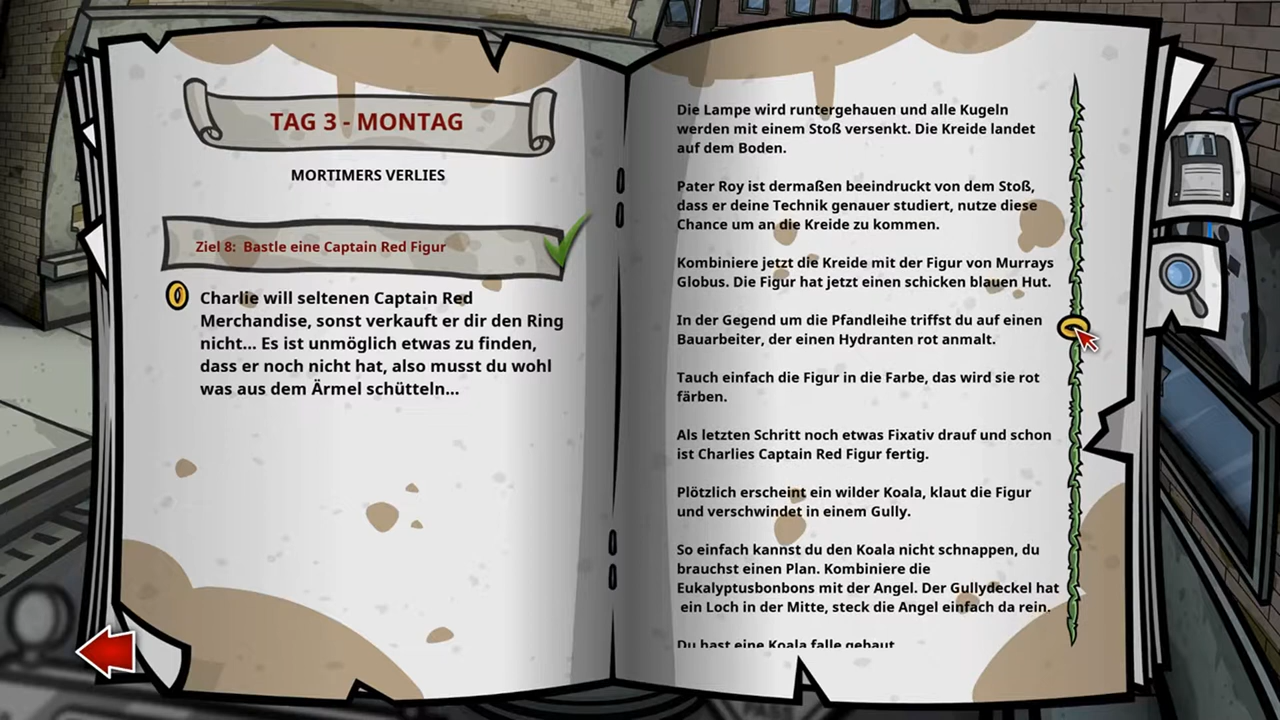 TAG 3 - MONTAG
MORTIMERS VERLIES
Ziel 8: Bastle eine Captain Red Figur
Charlie will seltenen Captain Red
Merchandise, sonst verkauft er dir den Ring
nicht... Es ist unmöglich etwas zu finden,
dass er noch nicht hat, also musst du wohl
was aus dem Ärmel schütteln...
Die Lampe wird runtergehauen und alle Kugeln
werden mit einem Stoß versenkt. Die Kreide landet
auf dem Boden.
Pater Roy ist dermaßen beeindruckt von dem Stoß,
dass er deine Technik genauer studiert, nutze diese
Chance um an die Kreide zu kommen.
Kombiniere jetzt die Kreide mit der Figur von Murrays
Globus. Die Figur hat jetzt einen schicken blauen Hut.
In der Gegend um die Pfandleihe triffst du auf einen
Bauarbeiter, der einen Hydranten rot anmalt.
Tauch einfach die Figur in die Farbe, das wird sie rot
färben.
Als letzten Schritt noch etwas Fixativ drauf und schon
ist Charlies Captain Red Figur fertig.
Plötzlich erscheint ein wilder Koala, klaut die Figur
und verschwindet in einem Gully.
So einfach kannst du den Koala nicht schnappen, du
brauchst einen Plan. Kombiniere die
Eukalyptusbonbons mit der Angel. Der Gullydeckel hat
ein Loch in der Mitte, steck die Angel einfach da rein.
Du hast eine Koala falle gebaut